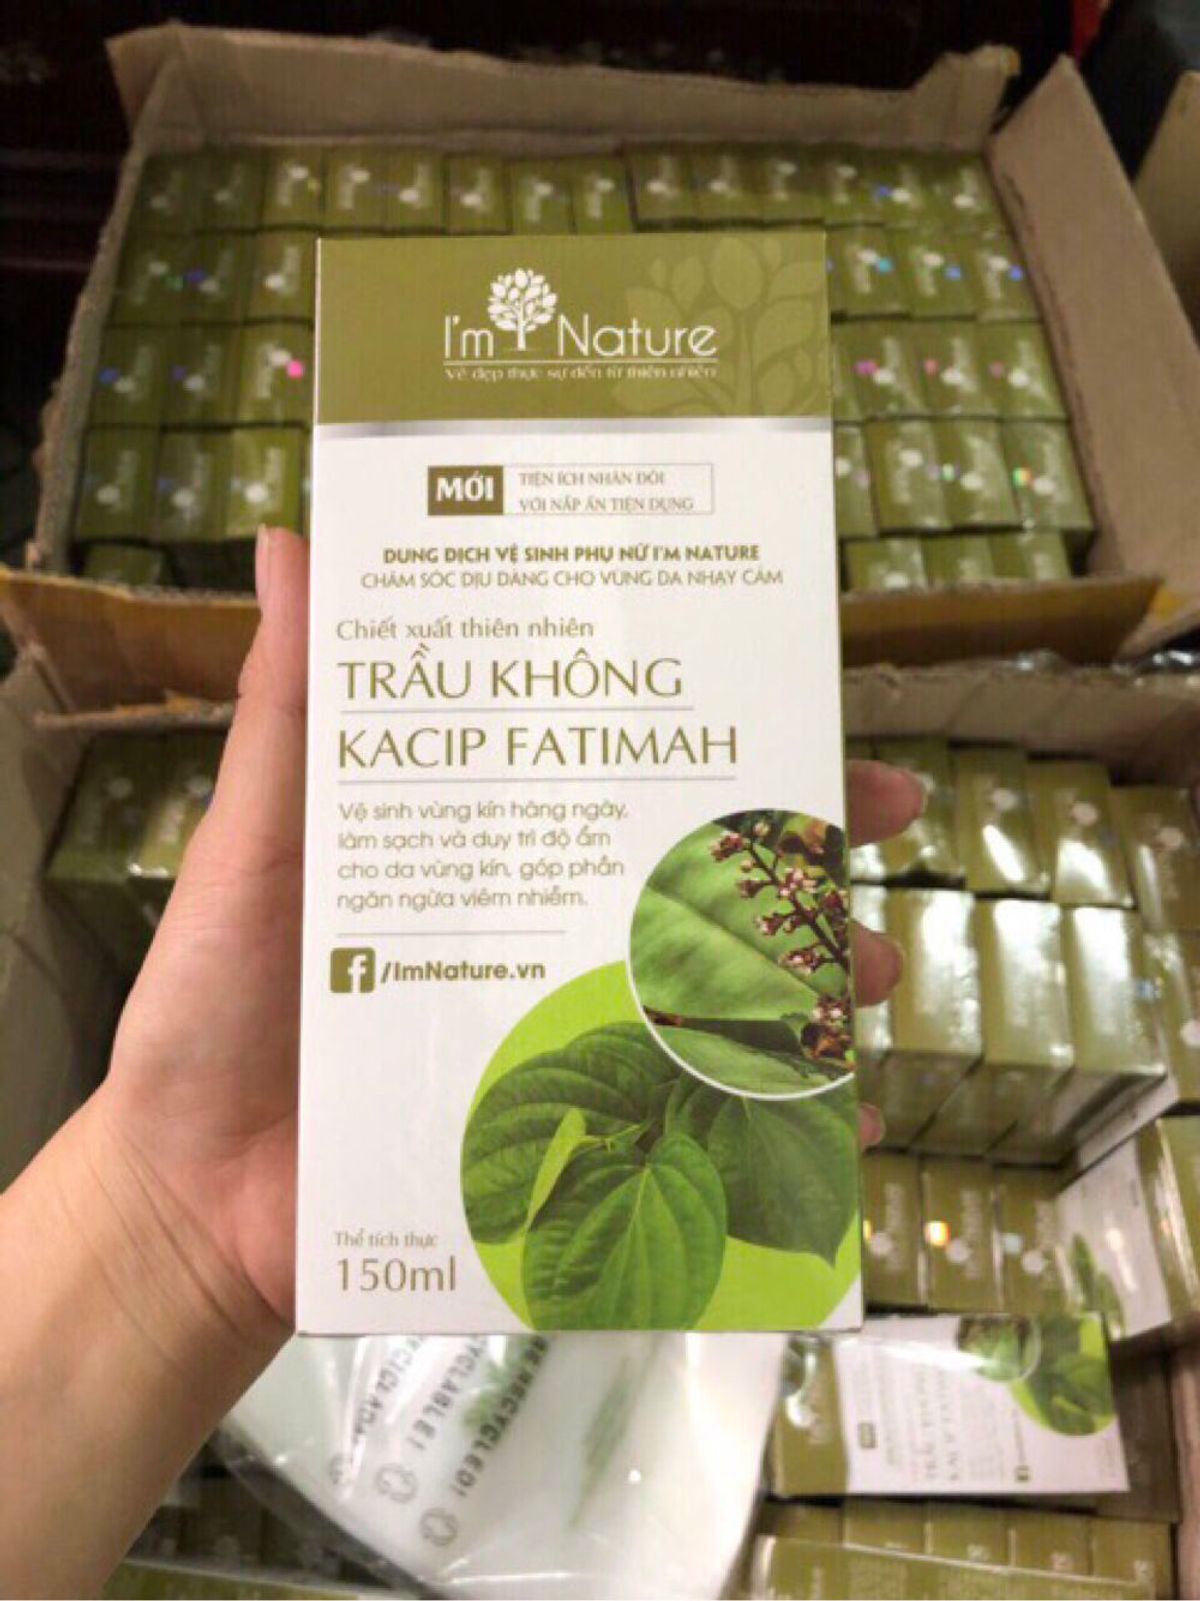 I'm Nature
Vẻ đẹp thực sự đến từ thiên nhiên
MỚI
TIỆN ÍCH NHÂN ĐÔI
VỚI NẮP ẤN TIỆN DỤNG
DUNG DỊCH VỆ SINH PHỤ NỮ I'M NATURE
CHĂM SÓC DỊU DÀNG CHO VÙNG DA NHẠY CẢM
Chiết xuất thiên nhiên
TRẦU KHÔNG
KACIP FATIMAH
Vệ sinh vùng kín hàng ngày,
làm sạch và duy trì độ ẩm
cho da vùng kín, góp phần
ngăn ngừa viêm nhiễm.
f/ImNature.vn
Thể tích thực
150ml